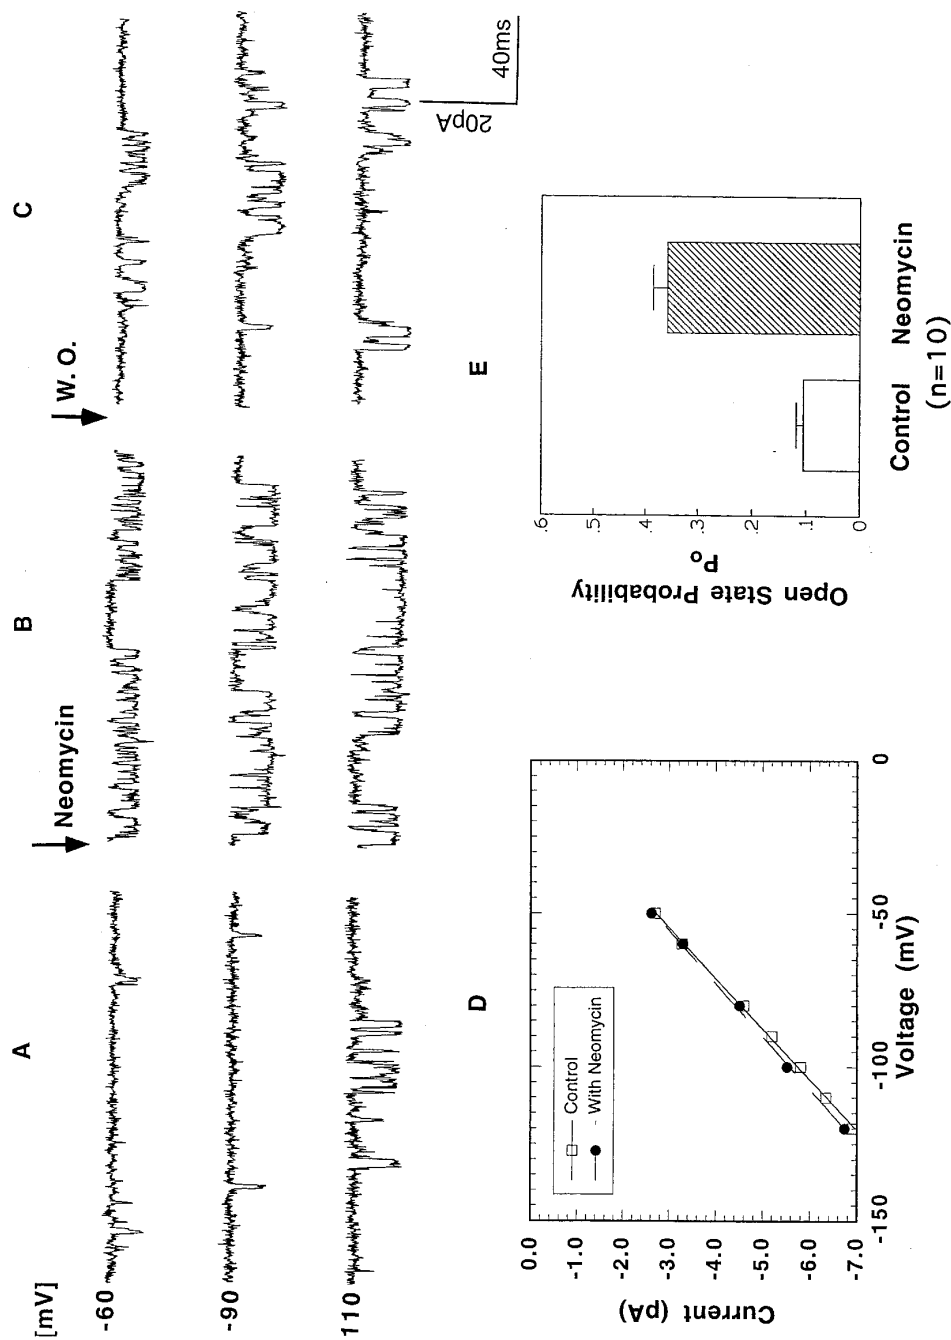 A
B
C
[mV]
Neomycin
W. O.
-60
-90
110
20pA
40ms
D
Current (pA)
0.0
-1.0
-2.0
-3.0
-4.0
-5.0
-6.0
-7.0
Control
With Neomycin
-150
-100
-50
0
Voltage (mV)
E
Open State Probability
Po
.6
.5
.4
.3
.2
.1
0
Control Neomycin
(n=10)